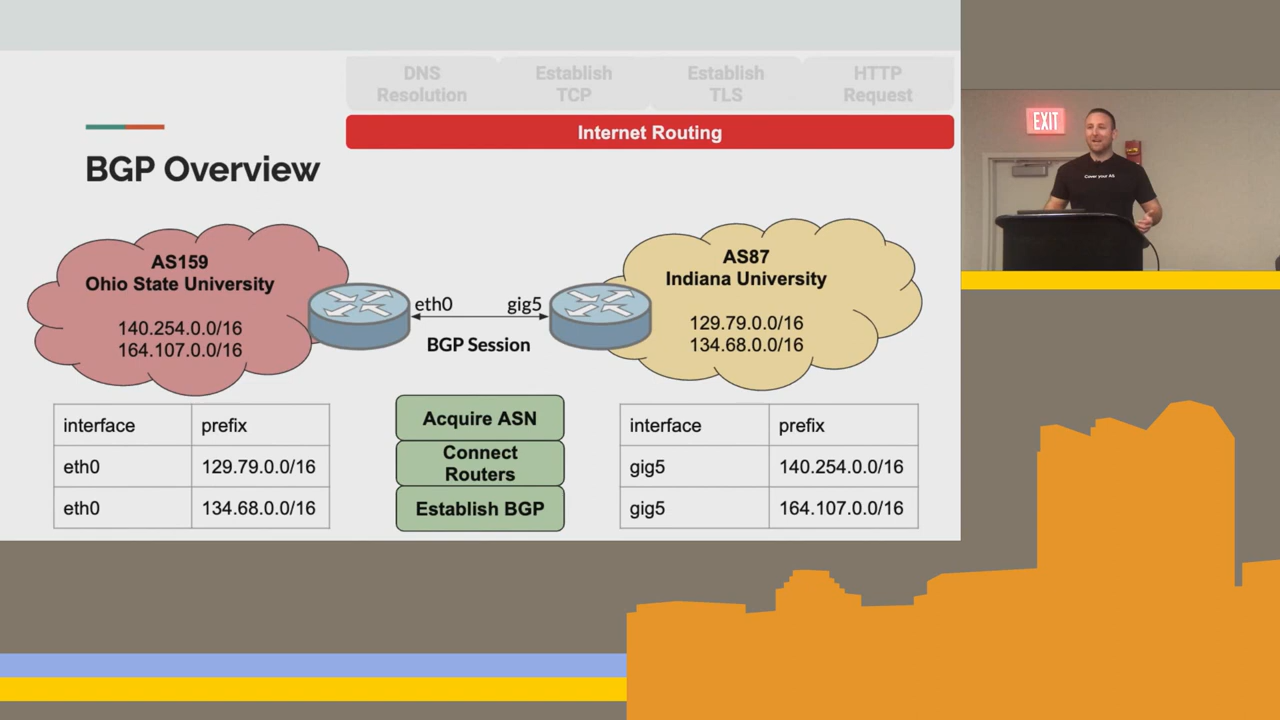 DNS
Resolution
Establish
TCP
Establish
TLS
HTTP
Request
Internet Routing
BGP Overview
AS159
Ohio State University
140.254.0.0/16
164.107.0.0/16
eth0
gig5
BGP Session
AS87
Indiana University
129.79.0.0/16
134.68.0.0/16
interface prefix
eth0 129.79.0.0/16
eth0 134.68.0.0/16
Acquire ASN
Connect
Routers
Establish BGP
interface prefix
gig5 140.254.0.0/16
gig5 164.107.0.0/16
EXIT
Cover your AS